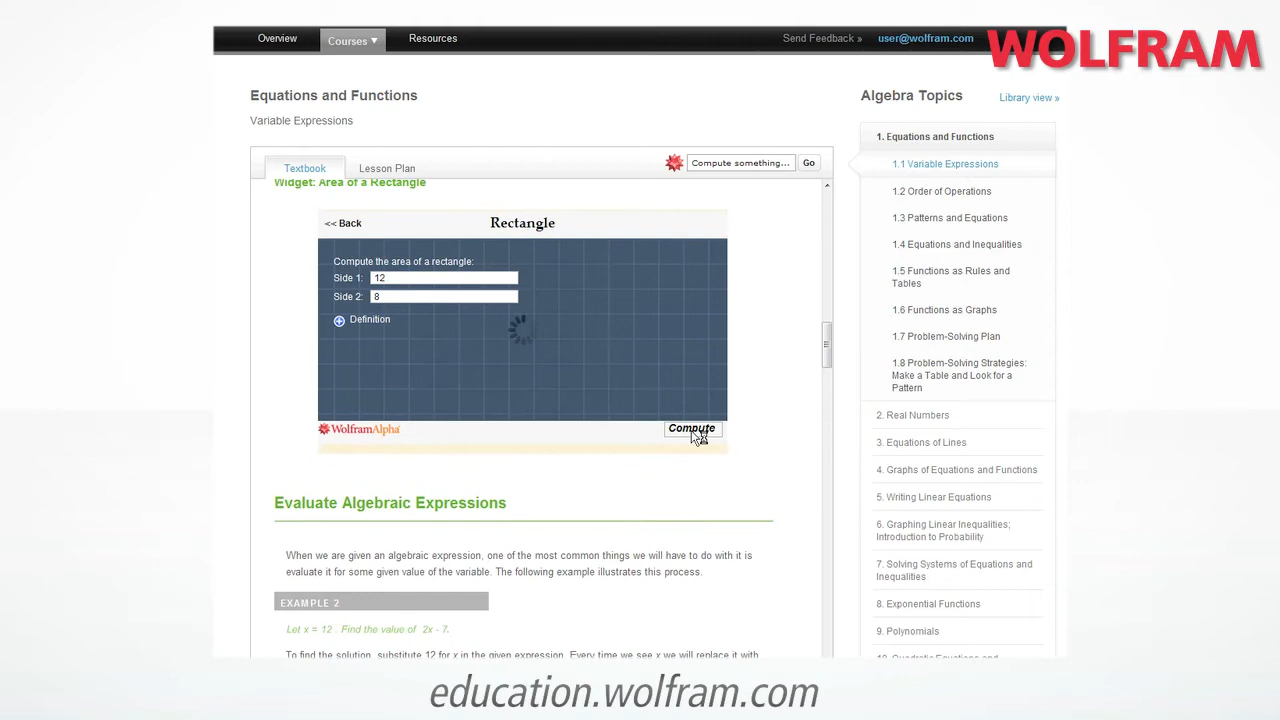 Overview
Courses ▼
Resources
Send Feedback »
user@wolfram.com
WOLFRAM
Equations and Functions
Variable Expressions
Textbook
Lesson Plan
Compute something...
Go
Widget: Area of a Rectangle
<< Back
Rectangle
Compute the area of a rectangle:
Side 1: 12
Side 2: 8
Definition
WolframAlpha
Compute
Evaluate Algebraic Expressions
When we are given an algebraic expression, one of the most common things we will have to do with it is
evaluate it for some given value of the variable. The following example illustrates this process.
EXAMPLE 2
Let x = 12 . Find the value of 2x - 7.
To find the solution, substitute 12 for x in the given expression. Every time we see x we will replace it with
Algebra Topics
Library view »
1. Equations and Functions
1.1 Variable Expressions
1.2 Order of Operations
1.3 Patterns and Equations
1.4 Equations and Inequalities
1.5 Functions as Rules and
Tables
1.6 Functions as Graphs
1.7 Problem-Solving Plan
1.8 Problem-Solving Strategies:
Make a Table and Look for a
Pattern
2. Real Numbers
3. Equations of Lines
4. Graphs of Equations and Functions
5. Writing Linear Equations
6. Graphing Linear Inequalities;
Introduction to Probability
7. Solving Systems of Equations and
Inequalities
8. Exponential Functions
9. Polynomials
10. Quadratic Equations and
education.wolfram.com